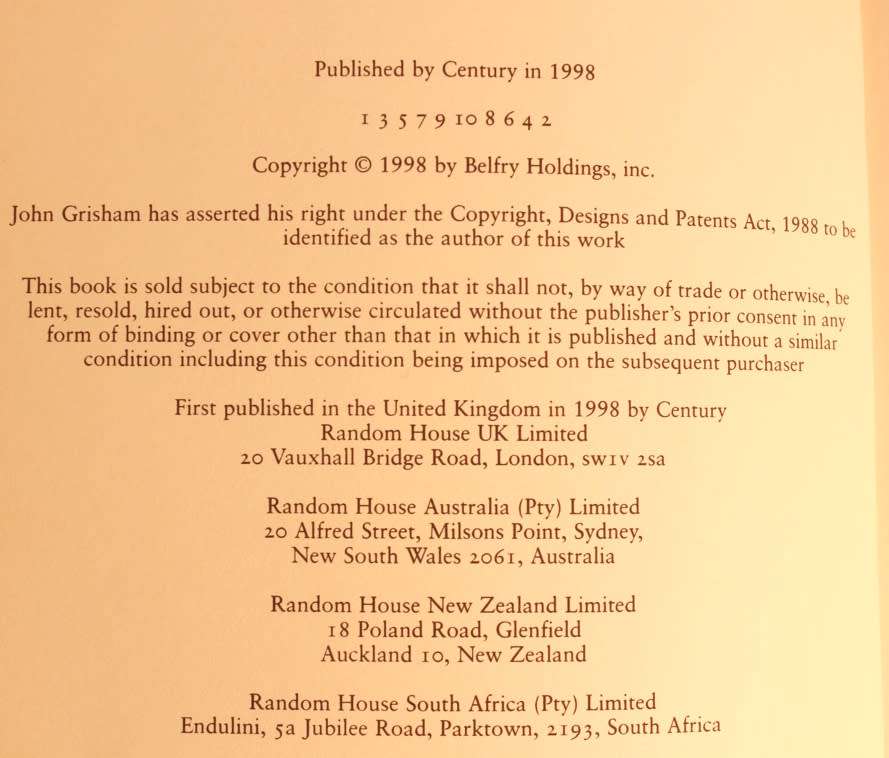 Published by Century in 1998
1 3 5 7 9 10 8 6 4 2
Copyright © 1998 by Belfry Holdings, inc.
John Grisham has asserted his right under the Copyright, Designs and Patents Act, 1988 to be
identified as the author of this work
This book is sold subject to the condition that it shall not, by way of trade or otherwise, be
lent, resold, hired out, or otherwise circulated without the publisher's prior consent in any
form of binding or cover other than that in which it is published and without a similar
condition including this condition being imposed on the subsequent purchaser
First published in the United Kingdom in 1998 by Century
Random House UK Limited
20 Vauxhall Bridge Road, London, SW1V 2SA
Random House Australia (Pty) Limited
20 Alfred Street, Milsons Point, Sydney,
New South Wales 2061, Australia
Random House New Zealand Limited
18 Poland Road, Glenfield
Auckland 10, New Zealand
Random House South Africa (Pty) Limited
Endulini, 5a Jubilee Road, Parktown, 2193, South Africa